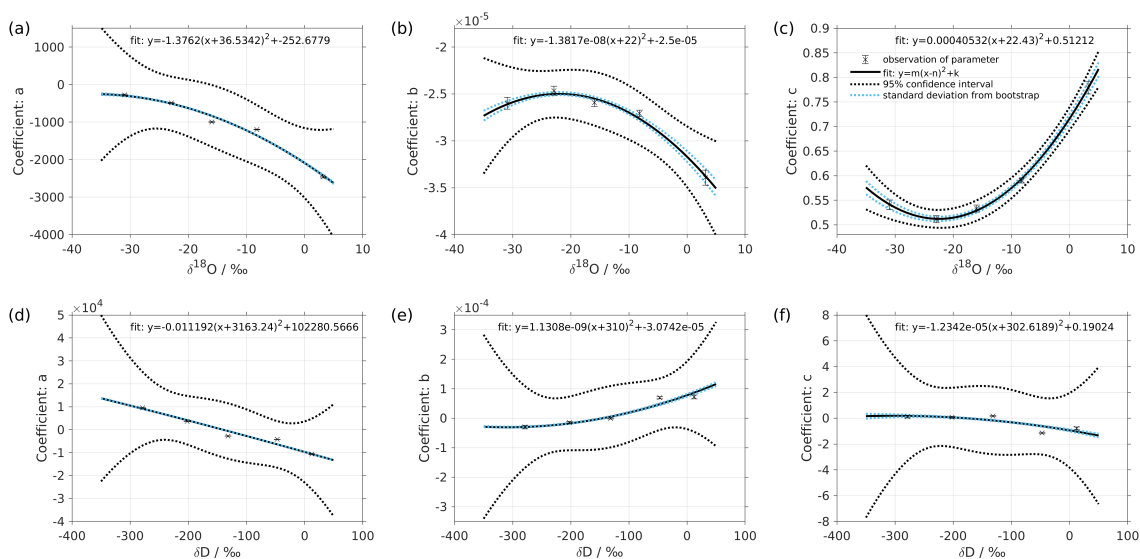 (a)
fit: y=-1.3762(x+36.5342)²+-252.6779
1000
0
-1000
-2000
-3000
-4000
Coefficient: a
-40 -30 -20 -10 0 10
δ¹⁸O / ‰
(b)
×10⁻⁵
fit: y=-1.3817e-08(x+22)²+-2.5e-05
-2
-2.5
-3
-3.5
-4
Coefficient: b
-40 -30 -20 -10 0 10
δ¹⁸O / ‰
(c)
fit: y=0.00040532(x+22.43)²+0.51212
observation of parameter
fit: y=m(x-n)²+k
95% confidence interval
standard deviation from bootstrap
0.9
0.85
0.8
0.75
0.7
0.65
0.6
0.55
0.5
Coefficient: c
-40 -30 -20 -10 0 10
δ¹⁸O / ‰
(d)
×10⁴
fit: y=-0.011192(x+3163.24)²+102280.5666
5
4
3
2
1
0
-1
-2
-3
-4
Coefficient: a
-400 -300 -200 -100 0 100
δD / ‰
(e)
×10⁻⁴
fit: y=1.1308e-09(x+310)²+-3.0742e-05
3
2
1
0
-1
-2
-3
Coefficient: b
-400 -300 -200 -100 0 100
δD / ‰
(f)
fit: y=-1.2342e-05(x+302.6189)²+0.19024
8
6
4
2
0
-2
-4
-6
-8
Coefficient: c
-400 -300 -200 -100 0 100
δD / ‰